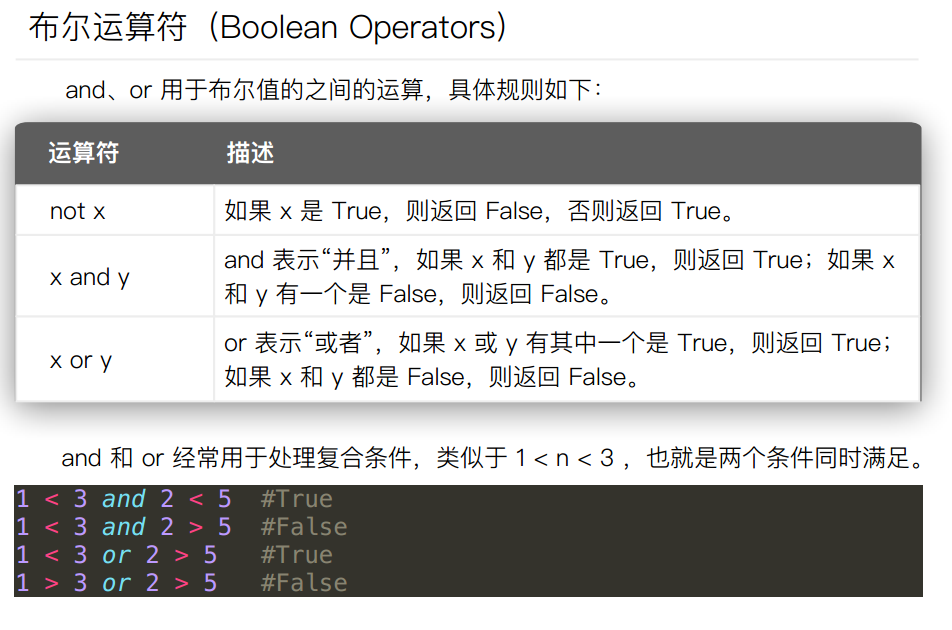 布尔运算符（Boolean Operators）
and、or 用于布尔值的之间的运算，具体规则如下：
运算符 描述
not x 如果 x 是 True，则返回 False，否则返回 True。
x and y and 表示“并且”，如果 x 和 y 都是 True，则返回 True；如果 x
和 y 有一个是 False，则返回 False。
x or y or 表示“或者”，如果 x 或 y 有其中一个是 True，则返回 True；
如果 x 和 y 都是 False，则返回 False。
and 和 or 经常用于处理复合条件，类似于 1 < n < 3 ，也就是两个条件同时满足。
1 < 3 and 2 < 5  #True
1 < 3 and 2 > 5  #False
1 < 3 or 2 > 5   #True
1 > 3 or 2 > 5   #False